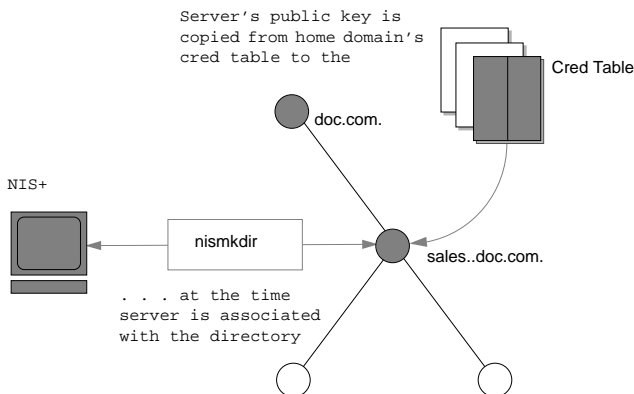 Server's public key is
copied from home domain's
cred table to the
Cred Table
doc.com.
NIS+
nismkdir
sales..doc.com.
. . . at the time
server is associated
with the directory